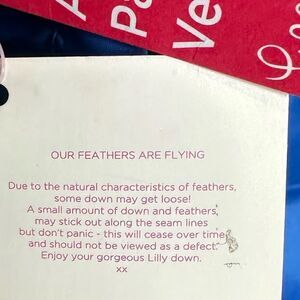 A
Pa
Ve
OUR FEATHERS ARE FLYING
Due to the natural characteristics of feathers,
some down may get loose!
A small amount of down and feathers,
may stick out along the seam lines
but don't panic - this will cease over time
and should not be viewed as a defect.
Enjoy your gorgeous Lilly down.
xx